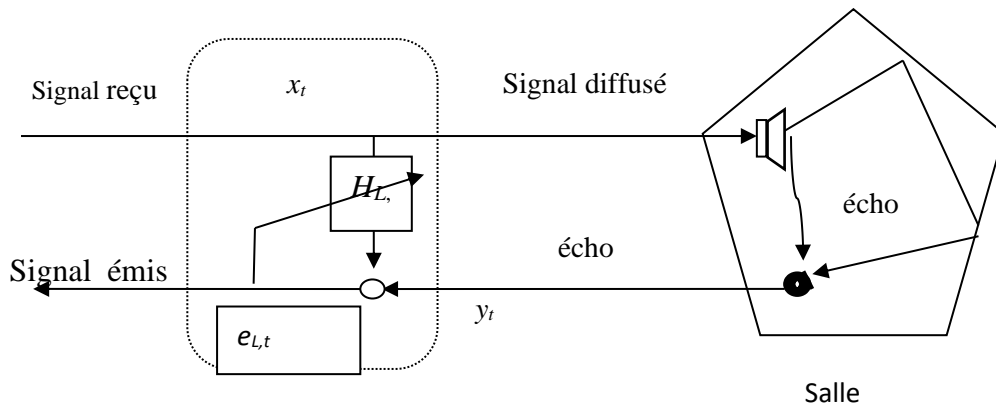 Signal reçu
x_t
Signal diffusé
H_L,
écho
écho
Signal émis
y_t
e_L,t
Salle